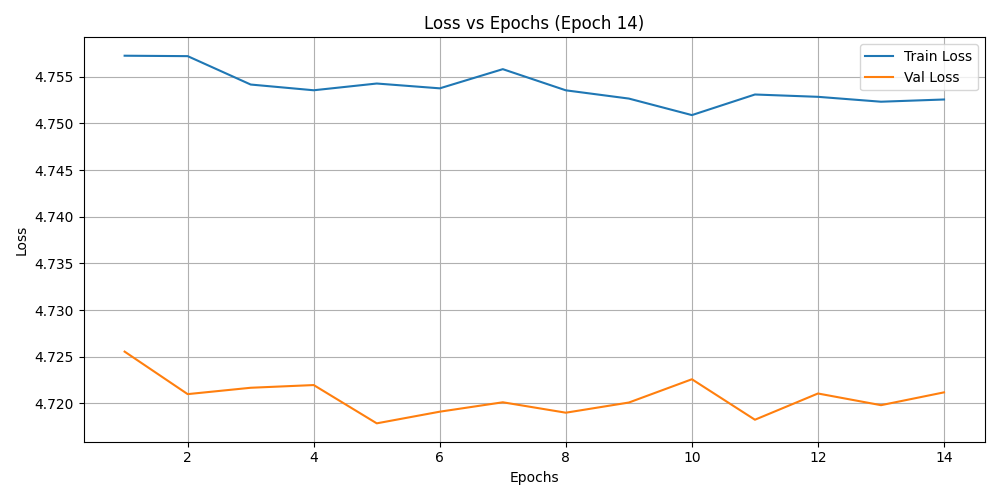 Loss vs Epochs (Epoch 14)
Train Loss
Val Loss
4.755
4.750
4.745
4.740
4.735
4.730
4.725
4.720
Loss
2 4 6 8 10 12 14
Epochs